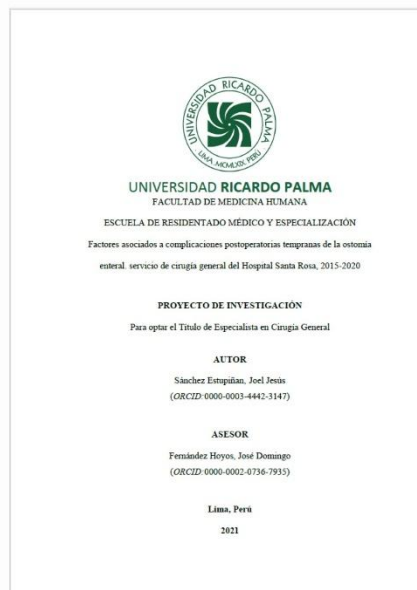 UNIVERSIDAD RICARDO PALMA
LIMA MCMLXIX PERÚ
UNIVERSIDAD RICARDO PALMA
FACULTAD DE MEDICINA HUMANA
ESCUELA DE RESIDENTADO MÉDICO Y ESPECIALIZACIÓN
Factores asociados a complicaciones postoperatorias tempranas de la ostomia
enteral. servicio de cirugía general del Hospital Santa Rosa, 2015-2020
PROYECTO DE INVESTIGACIÓN
Para optar el Título de Especialista en Cirugía General
AUTOR
Sánchez Estupiñan, Joel Jesús
(ORCID:0000-0003-4442-3147)
ASESOR
Fernández Hoyos, José Domingo
(ORCID:0000-0002-0736-7935)
Lima, Perú
2021